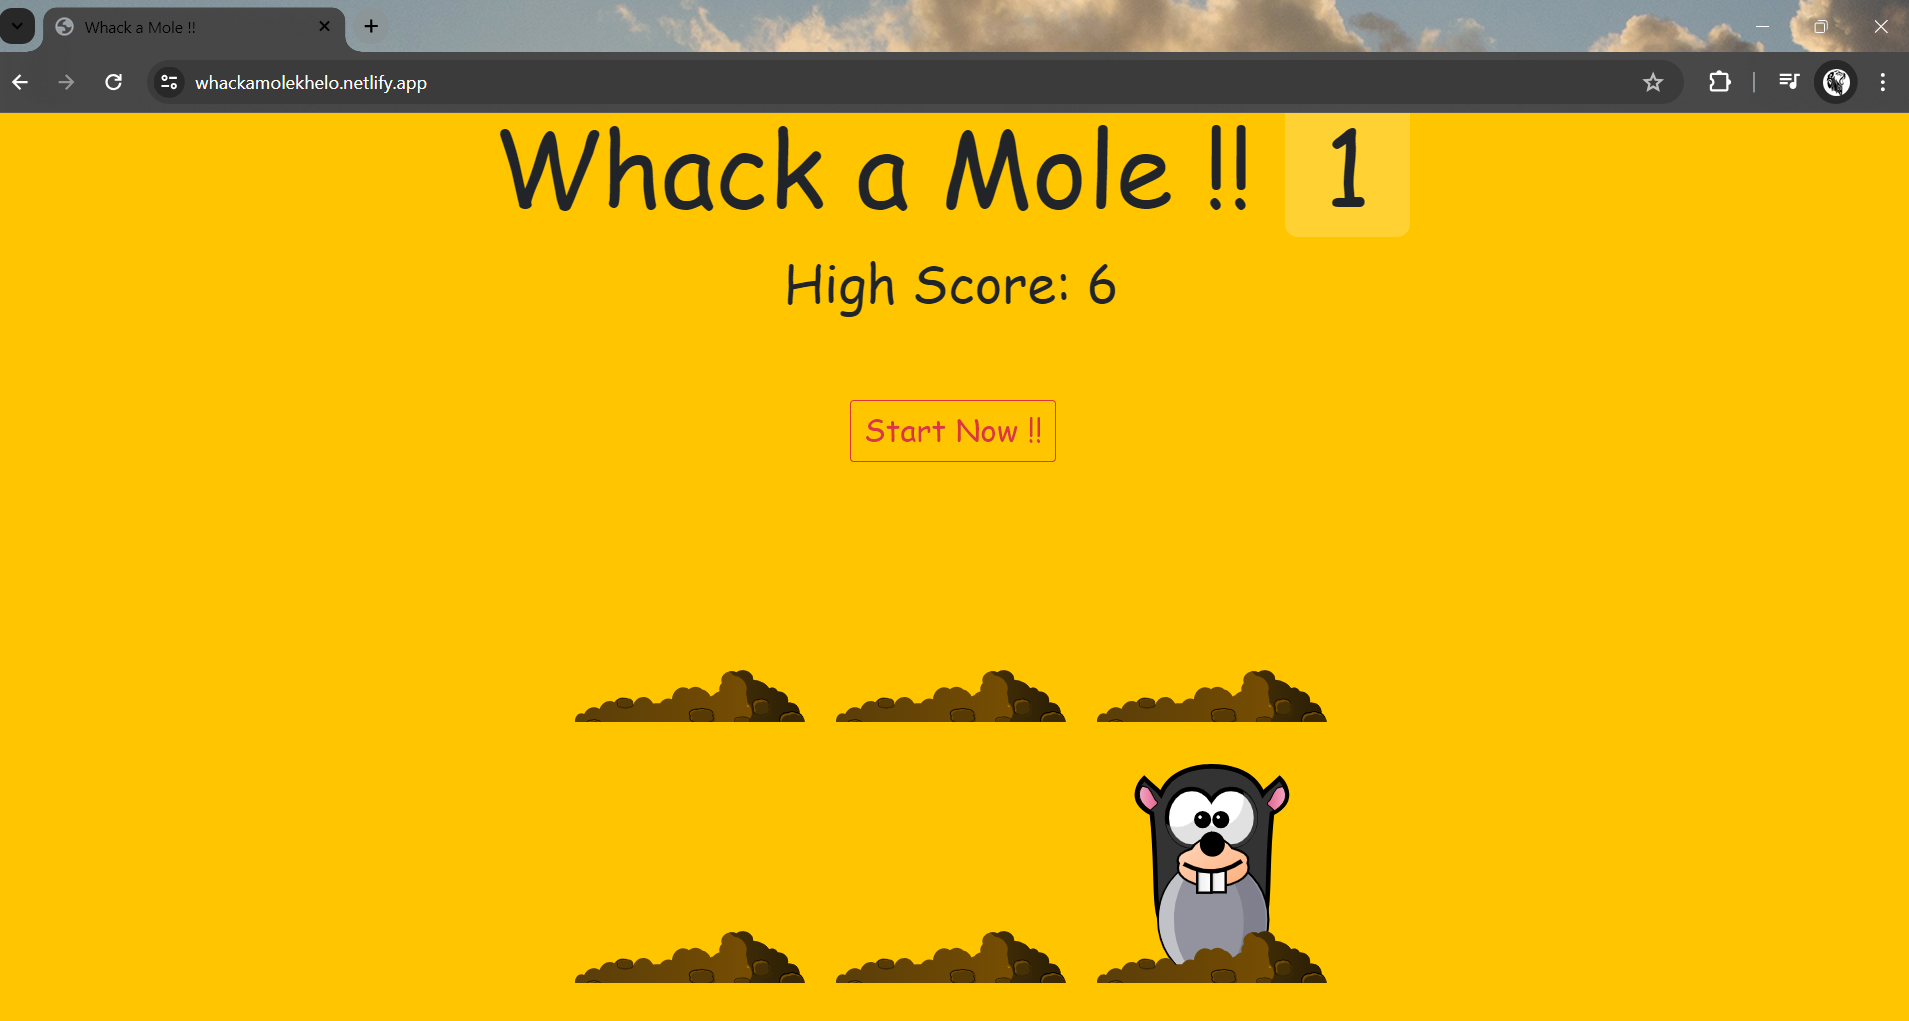 Whack a Mole !!
whackamolekhelo.netlify.app
Whack a Mole !! 1
High Score: 6
Start Now !!